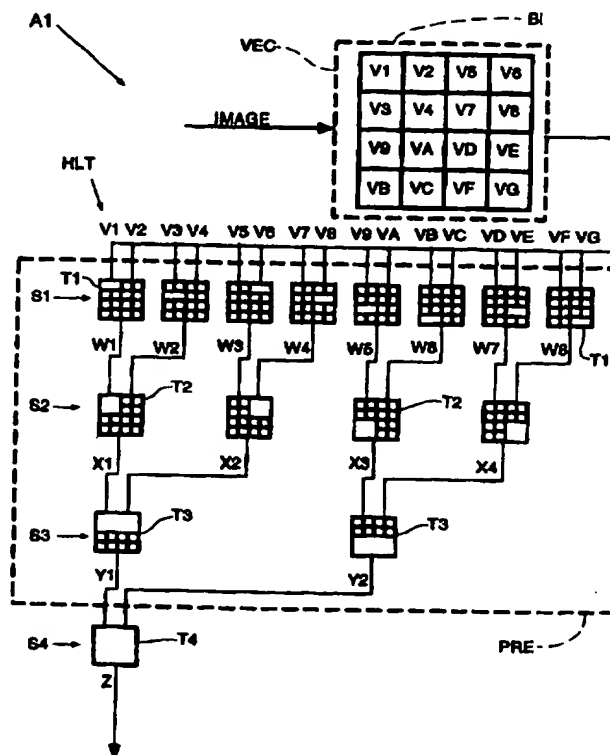 A1
BI
VEC
V1 V2 V5 V6
V3 V4 V7 V8
IMAGE
V9 VA VD VE
VB VC VF VG
HLT
V1 V2 V3 V4 V5 V6 V7 V8 V9 VA VB VC VD VE VF VG
T1
S1
T1
W1 W2 W3 W4 W5 W6 W7 W8
T2 T2
S2
X1 X2 X3 X4
T3
S3
T3
Y1 Y2
S4
T4
PRE
Z